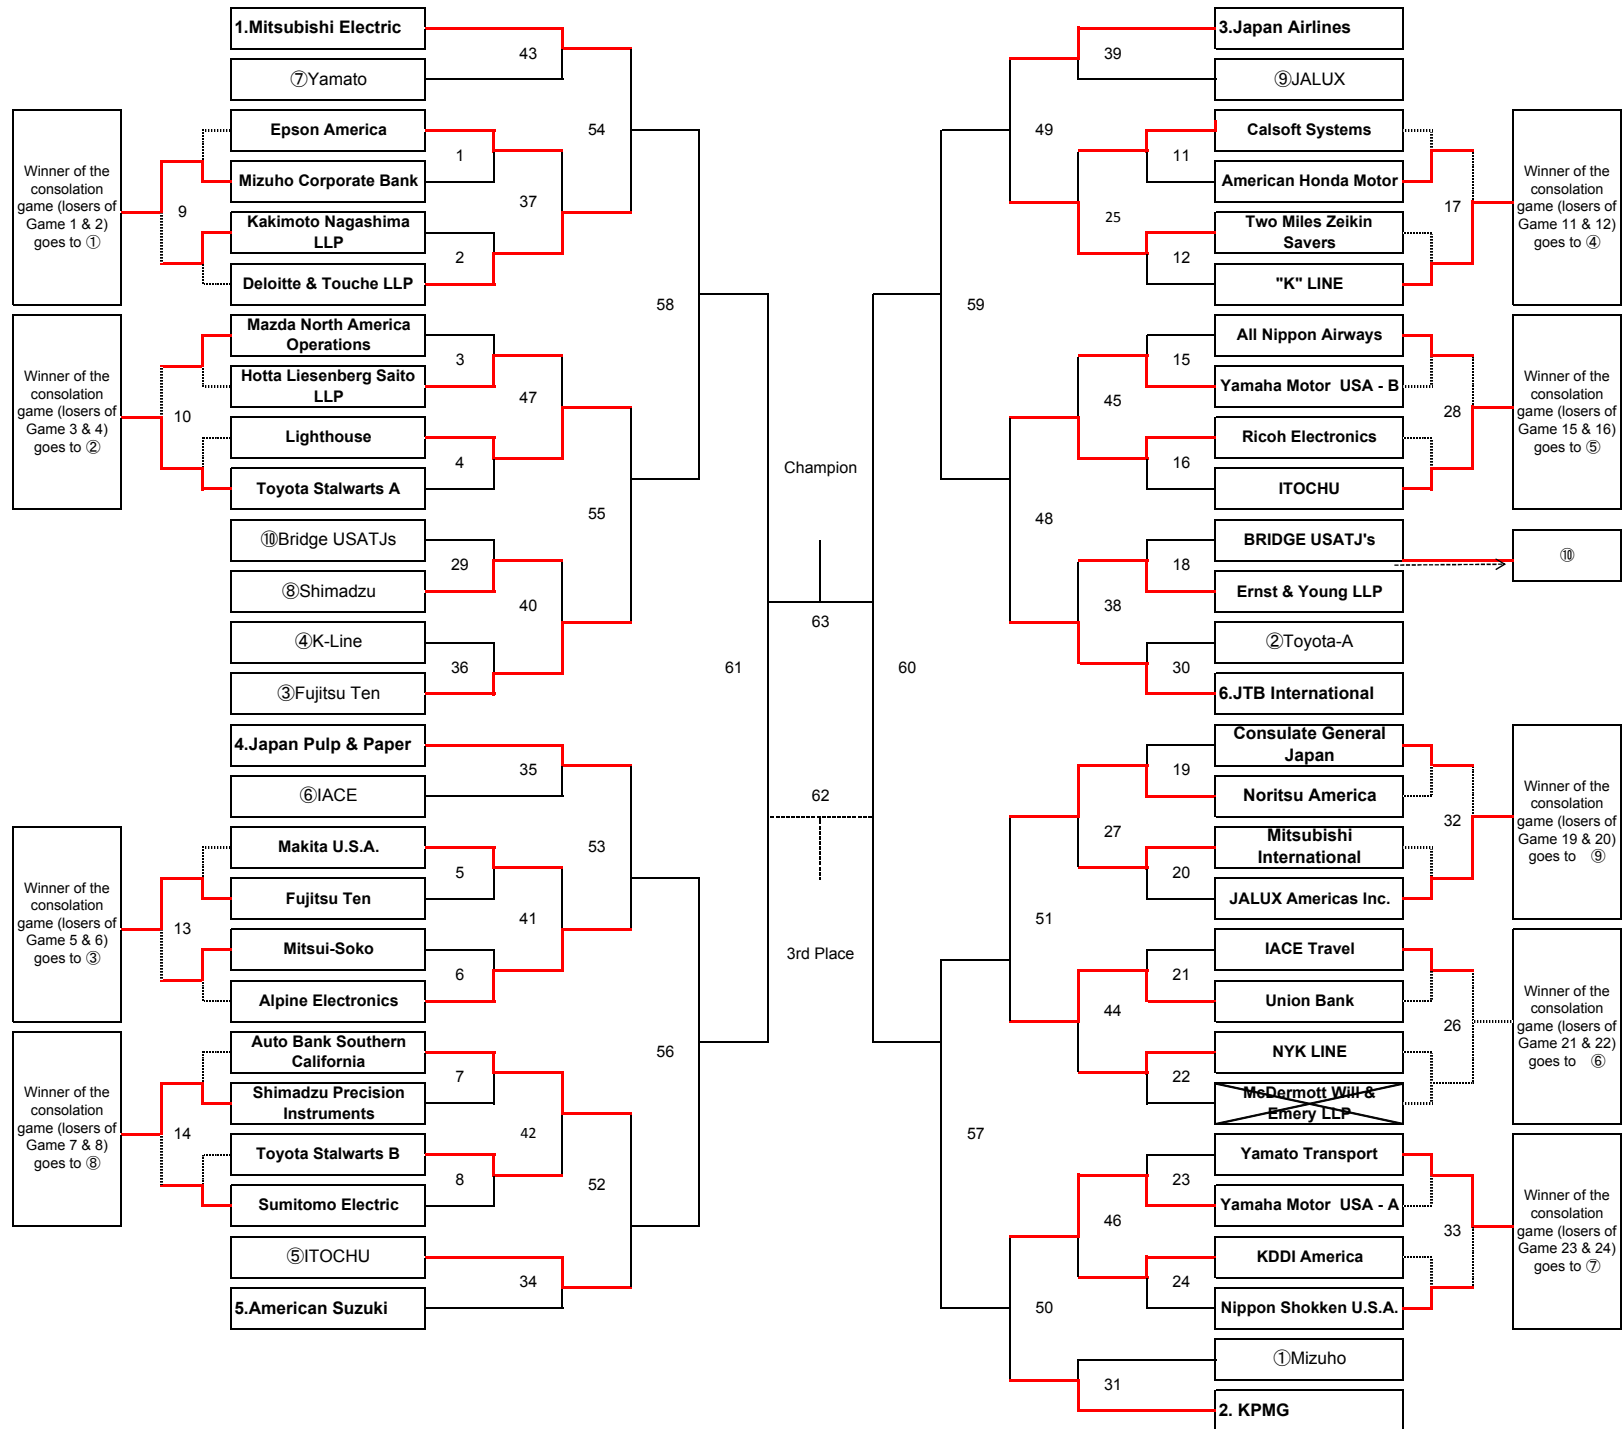 1.Mitsubishi Electric
43
⑦Yamato
54
Epson America
1
Mizuho Corporate Bank
37
Kakimoto Nagashima
LLP
2
Deloitte & Touche LLP
9
Winner of the
consolation
game (losers of
Game 1 & 2)
goes to ①
58
Mazda North America
Operations
3
Hotta Liesenberg Saito
LLP
47
Lighthouse
4
Toyota Stalwarts A
10
Winner of the
consolation
game (losers of
Game 3 & 4)
goes to ②
55
⑩Bridge USATJs
29
⑧Shimadzu
40
④K-Line
36
③Fujitsu Ten
61
4.Japan Pulp & Paper
35
⑥IACE
53
Makita U.S.A.
5
Fujitsu Ten
41
Mitsui-Soko
6
Alpine Electronics
13
Winner of the
consolation
game (losers of
Game 5 & 6)
goes to ③
56
Auto Bank Southern
California
7
Shimadzu Precision
Instruments
42
Toyota Stalwarts B
8
Sumitomo Electric
14
Winner of the
consolation
game (losers of
Game 7 & 8)
goes to ⑧
52
⑤ITOCHU
34
5.American Suzuki
Champion
63
62
3rd Place
3.Japan Airlines
39
⑨JALUX
49
Calsoft Systems
11
American Honda Motor
25
Two Miles Zeikin
Savers
12
"K" LINE
17
Winner of the
consolation
game (losers of
Game 11 & 12)
goes to ④
59
All Nippon Airways
15
Yamaha Motor USA - B
45
Ricoh Electronics
16
ITOCHU
28
Winner of the
consolation
game (losers of
Game 15 & 16)
goes to ⑤
48
BRIDGE USATJ's
18
Ernst & Young LLP
⑩
38
②Toyota-A
30
6.JTB International
60
Consulate General
Japan
19
Noritsu America
27
Mitsubishi
International
20
JALUX Americas Inc.
32
Winner of the
consolation
game (losers of
Game 19 & 20)
goes to ⑨
51
IACE Travel
21
Union Bank
44
NYK LINE
22
McDermott Will &
Emery LLP
26
Winner of the
consolation
game (losers of
Game 21 & 22)
goes to ⑥
57
Yamato Transport
23
Yamaha Motor USA - A
46
KDDI America
24
Nippon Shokken U.S.A.
33
Winner of the
consolation
game (losers of
Game 23 & 24)
goes to ⑦
50
①Mizuho
31
2. KPMG